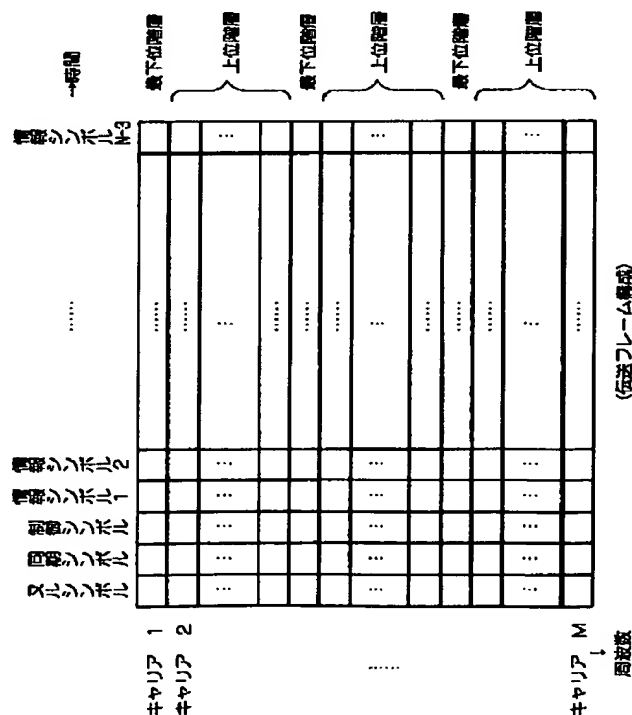 ヌルシンボル
同期シンボル
制御シンボル
情報シンボル1
情報シンボル2
……
情報シンボル
N-3
→時間
キャリア 1
キャリア 2
……
キャリア M
↓
周波数
最下位階層
上位階層
最下位階層
上位階層
最下位階層
上位階層
(伝送フレーム構成)